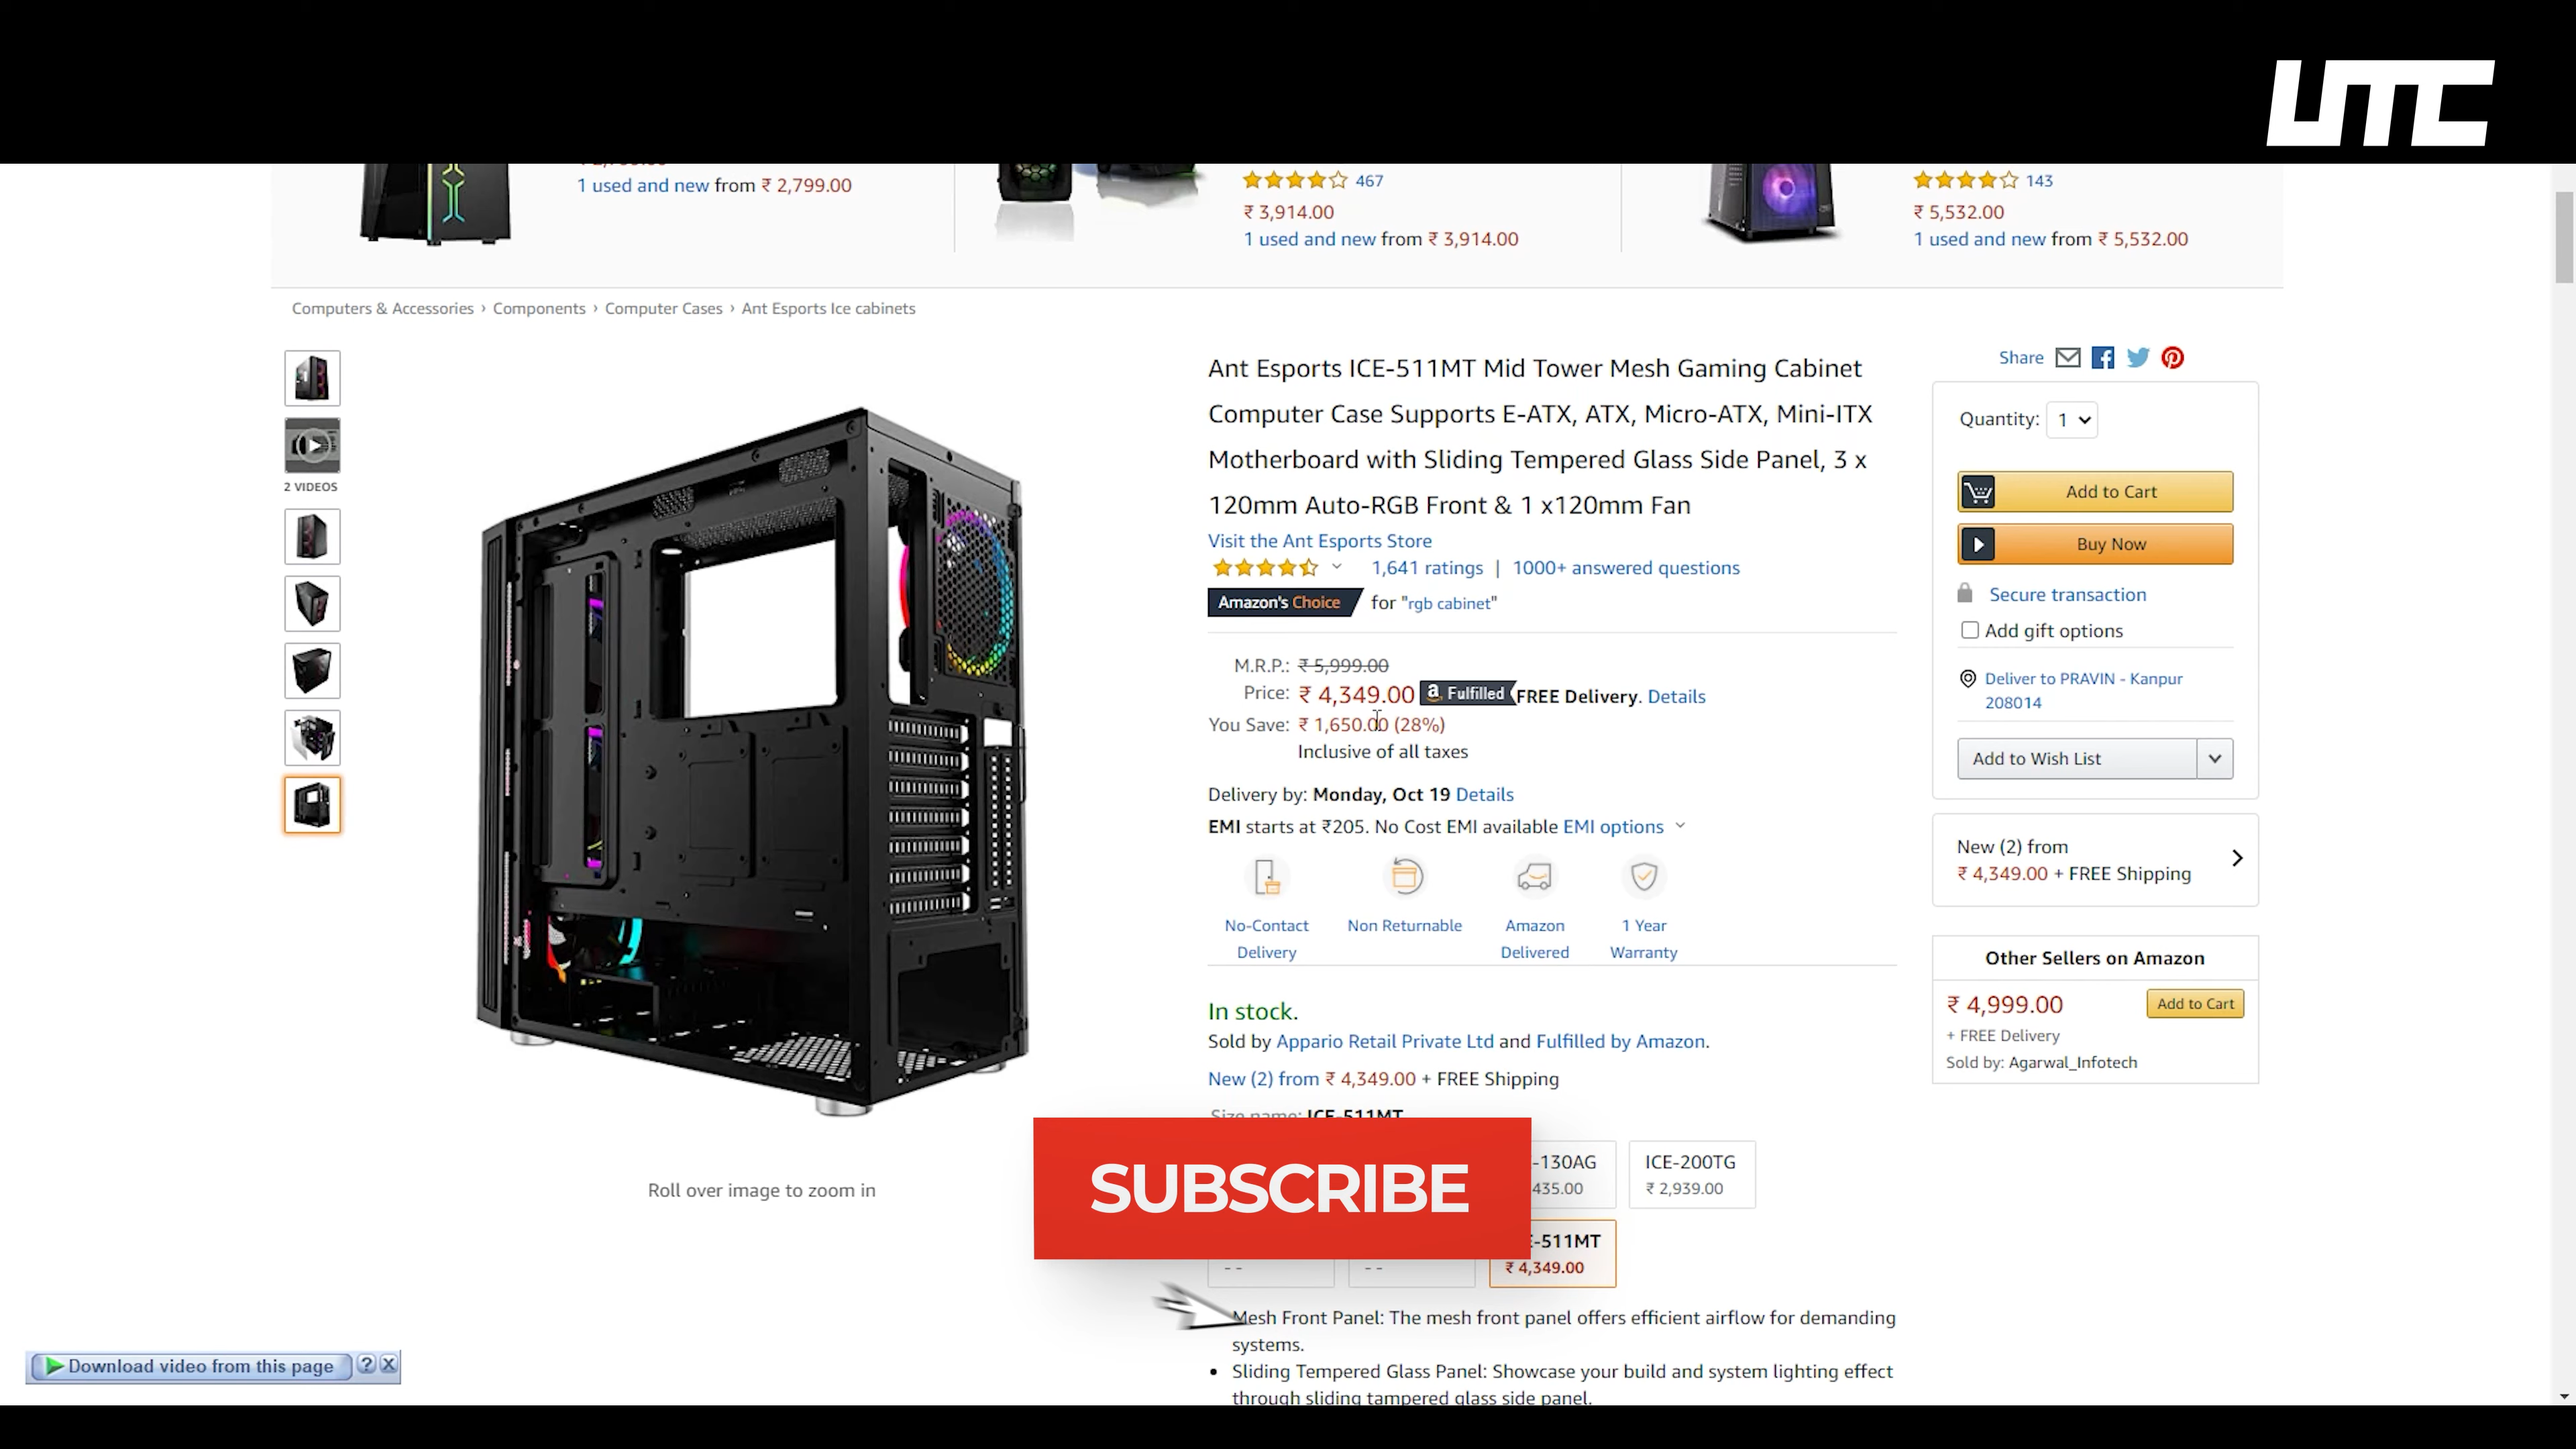 UTC
1 used and new from ₹ 2,799.00
467
₹ 3,914.00
1 used and new from ₹ 3,914.00
143
₹ 5,532.00
1 used and new from ₹ 5,532.00
Computers & Accessories › Components › Computer Cases › Ant Esports Ice cabinets
2 VIDEOS
Roll over image to zoom in
Ant Esports ICE-511MT Mid Tower Mesh Gaming Cabinet
Computer Case Supports E-ATX, ATX, Micro-ATX, Mini-ITX
Motherboard with Sliding Tempered Glass Side Panel, 3 x
120mm Auto-RGB Front & 1 x120mm Fan
Visit the Ant Esports Store
1,641 ratings | 1000+ answered questions
Amazon's Choice for "rgb cabinet"
M.R.P.: ₹ 5,999.00
Price: ₹ 4,349.00 a Fulfilled FREE Delivery. Details
You Save: ₹ 1,650.00 (28%)
Inclusive of all taxes
Delivery by: Monday, Oct 19 Details
EMI starts at ₹205. No Cost EMI available EMI options
No-Contact Delivery
Non Returnable
Amazon Delivered
1 Year Warranty
In stock.
Sold by Appario Retail Private Ltd and Fulfilled by Amazon.
New (2) from ₹ 4,349.00 + FREE Shipping
Size name: ICE-511MT
SUBSCRIBE
-130AG
435.00
ICE-200TG
₹ 2,939.00
- -
- -
E-511MT
₹ 4,349.00
Mesh Front Panel: The mesh front panel offers efficient airflow for demanding
systems.
• Sliding Tempered Glass Panel: Showcase your build and system lighting effect
through sliding tampered glass side panel.
Share
Quantity: 1
Add to Cart
Buy Now
Secure transaction
Add gift options
Deliver to PRAVIN - Kanpur
208014
Add to Wish List
New (2) from
₹ 4,349.00 + FREE Shipping
Other Sellers on Amazon
₹ 4,999.00
Add to Cart
+ FREE Delivery
Sold by: Agarwal_Infotech
Download video from this page ? X